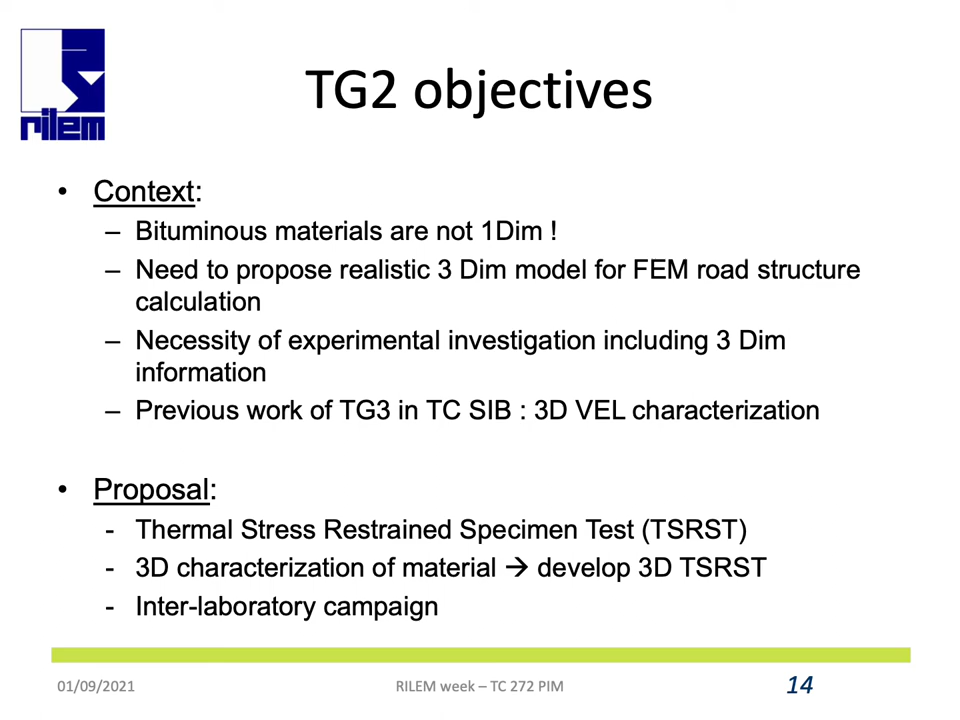 rilem
TG2 objectives
• Context:
– Bituminous materials are not 1Dim !
– Need to propose realistic 3 Dim model for FEM road structure
calculation
– Necessity of experimental investigation including 3 Dim
information
– Previous work of TG3 in TC SIB : 3D VEL characterization
• Proposal:
- Thermal Stress Restrained Specimen Test (TSRST)
- 3D characterization of material → develop 3D TSRST
- Inter-laboratory campaign
01/09/2021
RILEM week – TC 272 PIM
14